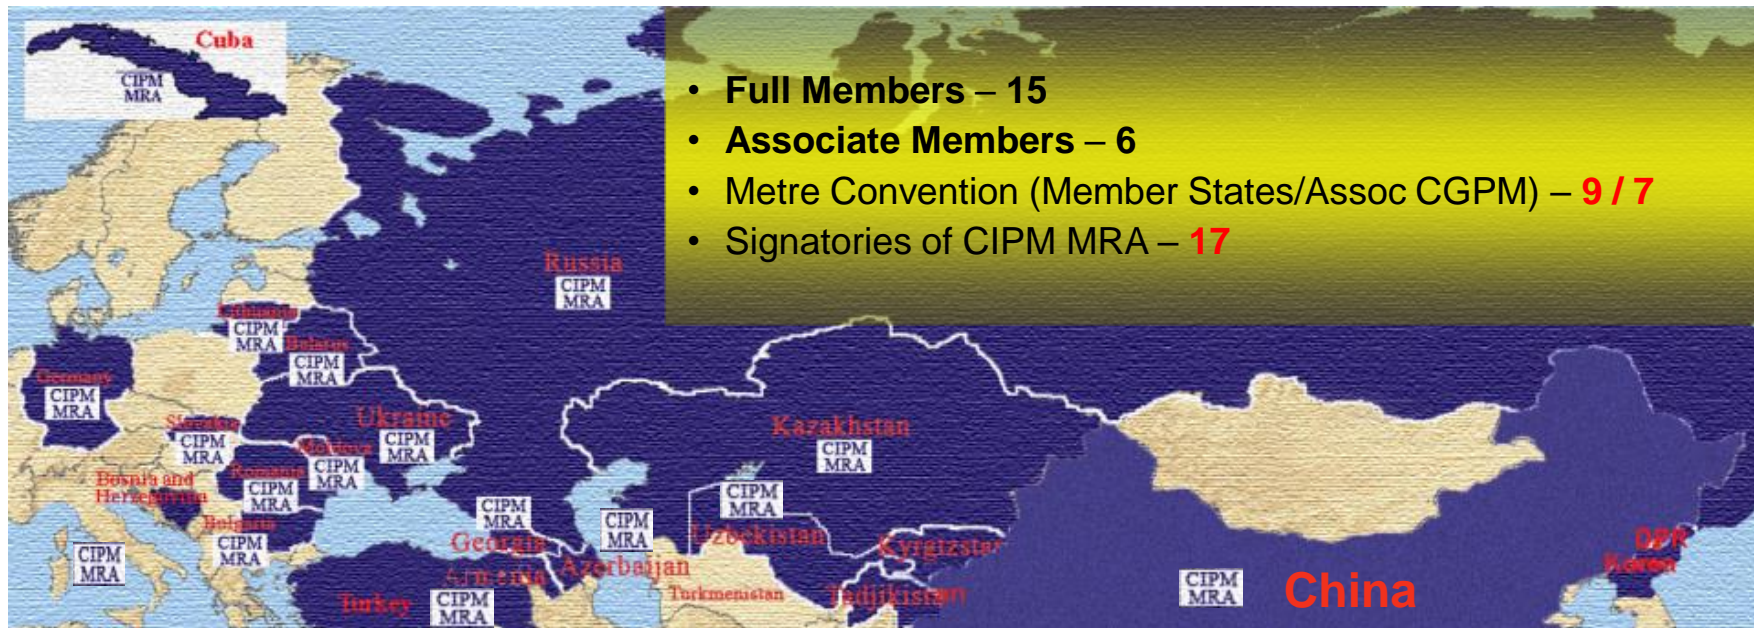 Cuba
CIPM
MRA
• Full Members – 15
• Associate Members – 6
• Metre Convention (Member States/Assoc CGPM) – 9 / 7
• Signatories of CIPM MRA – 17
Russia
CIPM
MRA
Lithuania
CIPM
MRA
Belarus
CIPM
MRA
Germany
CIPM
MRA
Slovakia
CIPM
MRA
Ukraine
CIPM
MRA
Moldova
CIPM
MRA
Kazakhstan
CIPM
MRA
Romania
CIPM
MRA
Bosnia and
Herzegovina
Bulgaria
CIPM
MRA
CIPM
MRA
CIPM
MRA
Georgia
Armenia
CIPM
MRA
Azerbaijan
CIPM
MRA
Uzbekistan
Kyrgizstan
Turkmenistan
Tadjikistan
Turkey
CIPM
MRA
CIPM
MRA
China
DPR
Korea